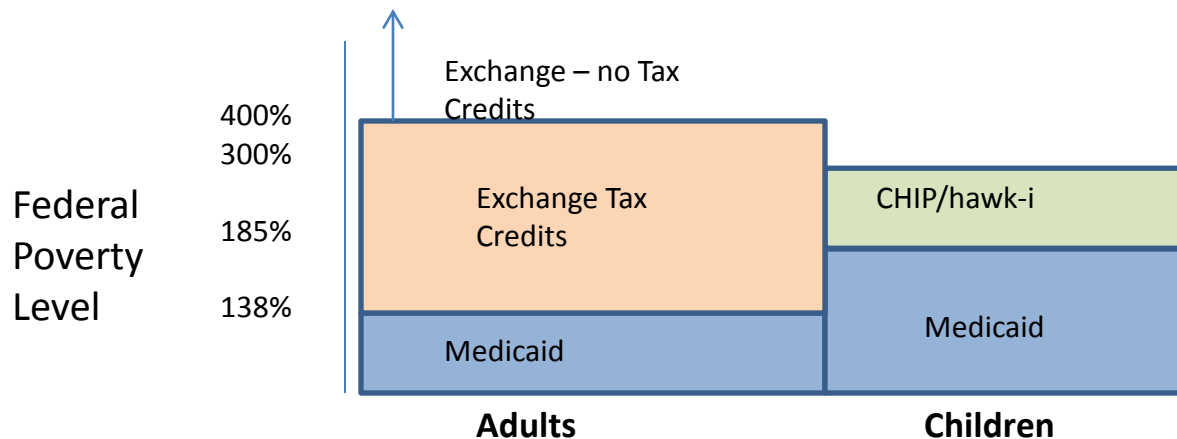 Exchange – no Tax
Credits
400%
300%
Federal
Poverty
Level
185%
138%
Exchange Tax
Credits
CHIP/hawk-i
Medicaid
Medicaid
Adults
Children